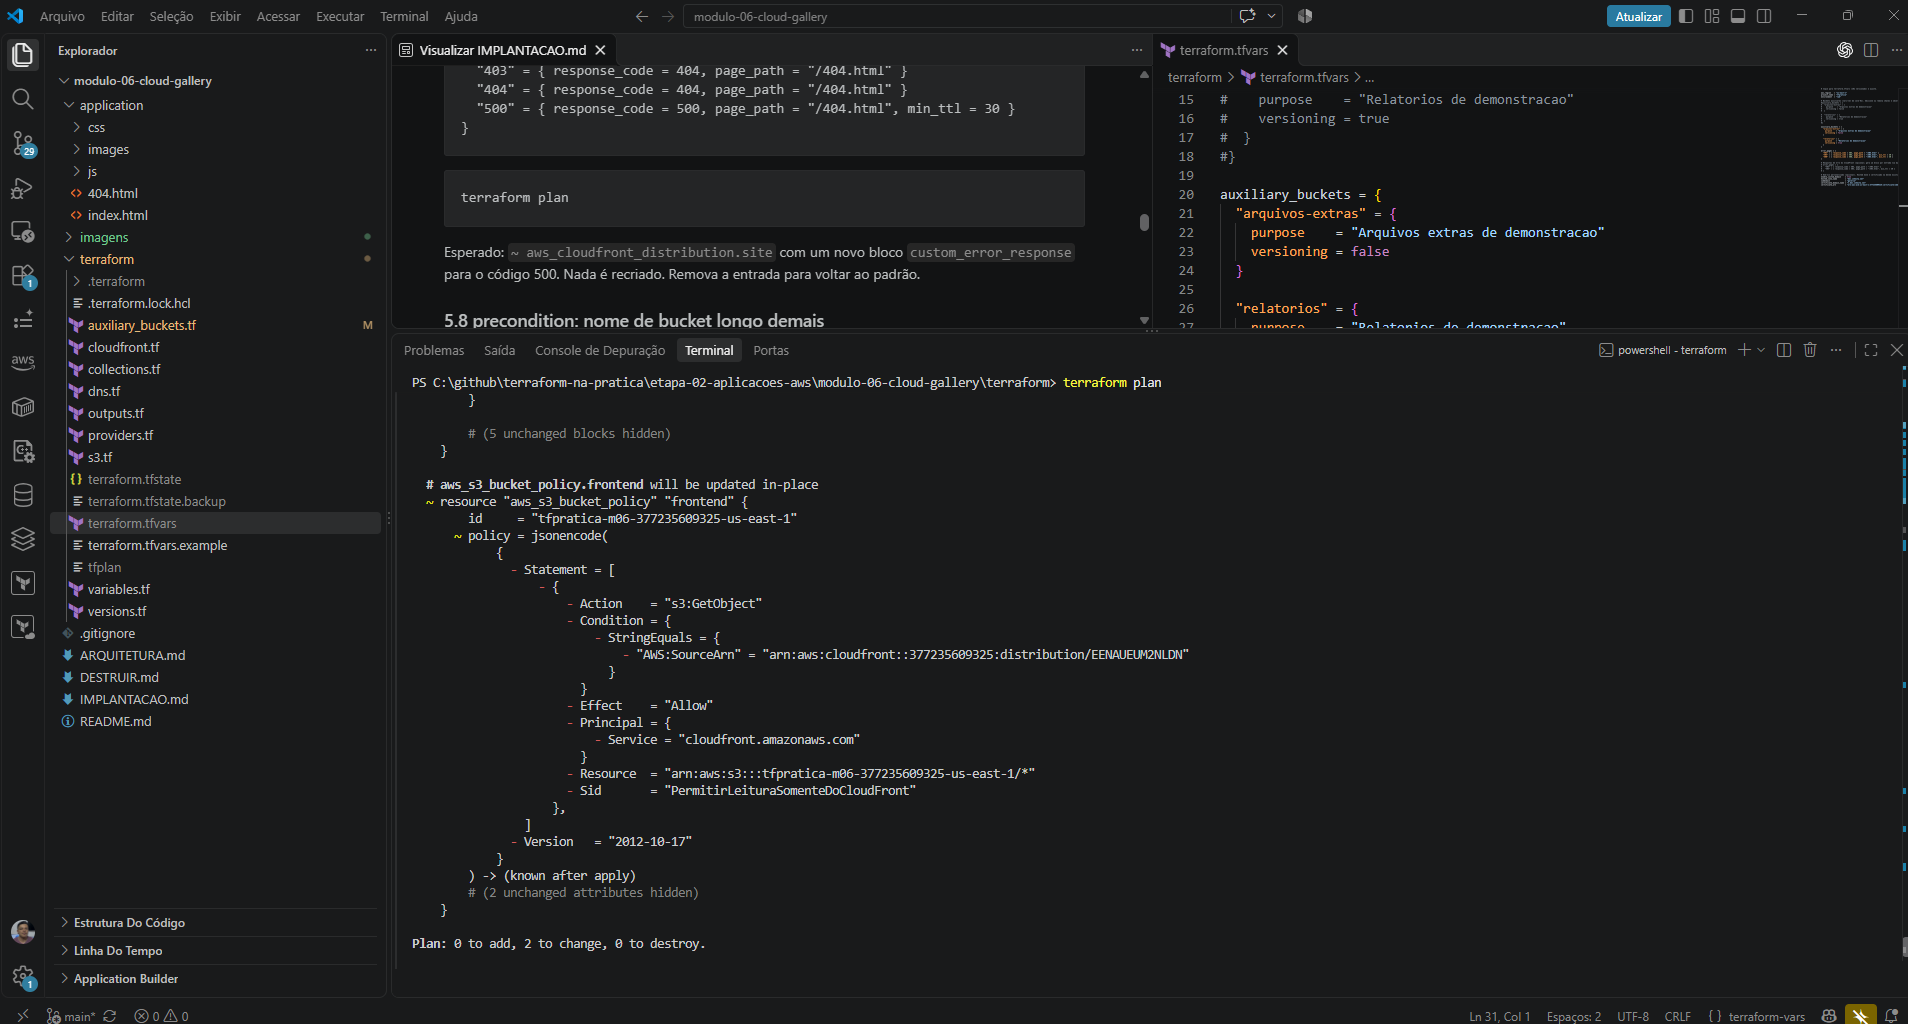 Arquivo Editar Seleção Exibir Acessar Executar Terminal Ajuda
modulo-06-cloud-gallery
Atualizar
Explorador
modulo-06-cloud-gallery
application
css
images
js
404.html
index.html
imagens
terraform
.terraform
.terraform.lock.hcl
auxiliary_buckets.tf M
cloudfront.tf
collections.tf
dns.tf
outputs.tf
providers.tf
s3.tf
terraform.tfstate
terraform.tfstate.backup
terraform.tfvars
terraform.tfvars.example
tfplan
variables.tf
versions.tf
.gitignore
ARQUITETURA.md
DESTRUIR.md
IMPLANTACAO.md
README.md
Estrutura Do Código
Linha Do Tempo
Application Builder
29
1
aws
1
Visualizar IMPLANTACAO.md
"403" = { response_code = 404, page_path = "/404.html" }
"404" = { response_code = 404, page_path = "/404.html" }
"500" = { response_code = 500, page_path = "/404.html", min_ttl = 30 }
}
terraform plan
Esperado: ~ aws_cloudfront_distribution.site com um novo bloco custom_error_response
para o código 500. Nada é recriado. Remova a entrada para voltar ao padrão.
5.8 precondition: nome de bucket longo demais
terraform.tfvars
terraform > terraform.tfvars > ...
15 # purpose = "Relatorios de demonstracao"
16 # versioning = true
17 # }
18 #}
19
20 auxiliary_buckets = {
21 "arquivos-extras" = {
22 purpose = "Arquivos extras de demonstracao"
23 versioning = false
24 }
25
26 "relatorios" = {
27 purpose = "Relatorios de demonstracao"
Problemas Saída Console de Depuração Terminal Portas
powershell - terraform
PS C:\github\terraform-na-pratica\etapa-02-aplicacoes-aws\modulo-06-cloud-gallery\terraform> terraform plan
}
# (5 unchanged blocks hidden)
}
# aws_s3_bucket_policy.frontend will be updated in-place
~ resource "aws_s3_bucket_policy" "frontend" {
id = "tfpratica-m06-377235609325-us-east-1"
~ policy = jsonencode(
{
- Statement = [
- {
- Action = "s3:GetObject"
- Condition = {
- StringEquals = {
- "AWS:SourceArn" = "arn:aws:cloudfront::377235609325:distribution/EENAUEUM2NLDN"
}
}
- Effect = "Allow"
- Principal = {
- Service = "cloudfront.amazonaws.com"
}
- Resource = "arn:aws:s3:::tfpratica-m06-377235609325-us-east-1/*"
- Sid = "PermitirLeituraSomenteDoCloudFront"
},
]
- Version = "2012-10-17"
}
) -> (known after apply)
# (2 unchanged attributes hidden)
}
Plan: 0 to add, 2 to change, 0 to destroy.
main* 0 0
Ln 31, Col 1 Espaços: 2 UTF-8 CRLF { } terraform-vars